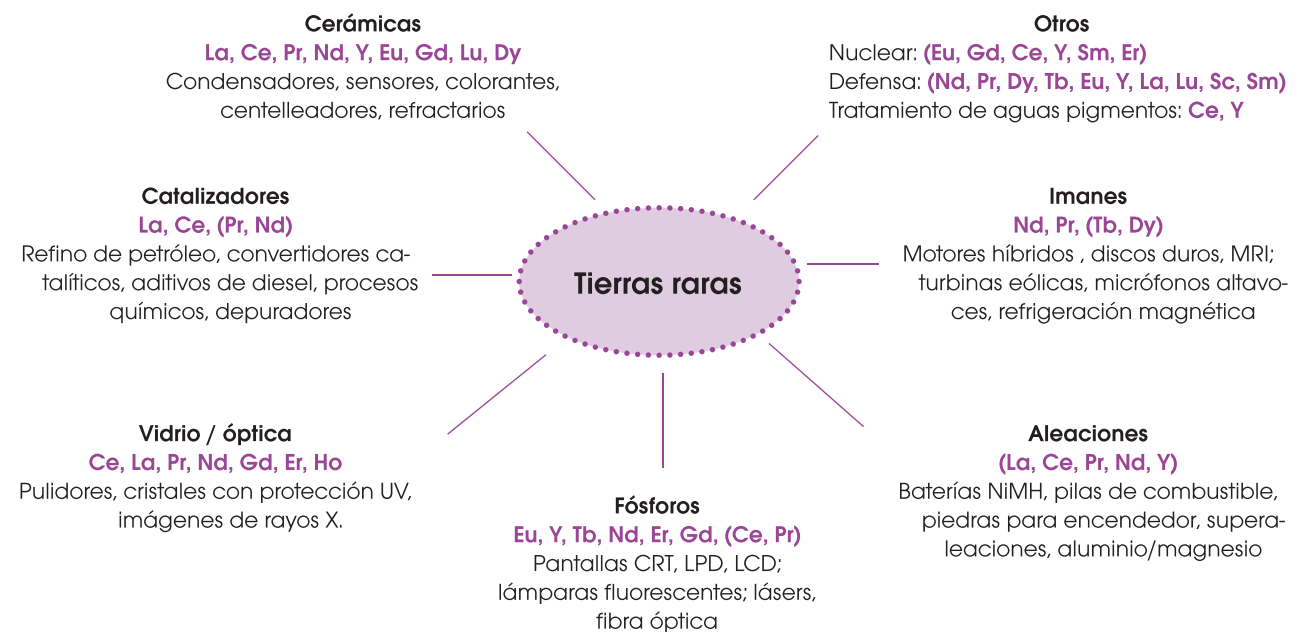 Cerámicas
La, Ce, Pr, Nd, Y, Eu, Gd, Lu, Dy
Condensadores, sensores, colorantes,
centelleadores, refractarios
Otros
Nuclear: (Eu, Gd, Ce, Y, Sm, Er)
Defensa: (Nd, Pr, Dy, Tb, Eu, Y, La, Lu, Sc, Sm)
Tratamiento de aguas pigmentos: Ce, Y
Catalizadores
La, Ce, (Pr, Nd)
Refino de petróleo, convertidores ca-
talíticos, aditivos de diesel, procesos
químicos, depuradores
Tierras raras
Imanes
Nd, Pr, (Tb, Dy)
Motores híbridos , discos duros, MRI;
turbinas eólicas, micrófonos altavo-
ces, refrigeración magnética
Vidrio / óptica
Ce, La, Pr, Nd, Gd, Er, Ho
Pulidores, cristales con protección UV,
imágenes de rayos X.
Fósforos
Eu, Y, Tb, Nd, Er, Gd, (Ce, Pr)
Pantallas CRT, LPD, LCD;
lámparas fluorescentes; lásers,
fibra óptica
Aleaciones
(La, Ce, Pr, Nd, Y)
Baterías NiMH, pilas de combustible,
piedras para encendedor, supera-
leaciones, aluminio/magnesio